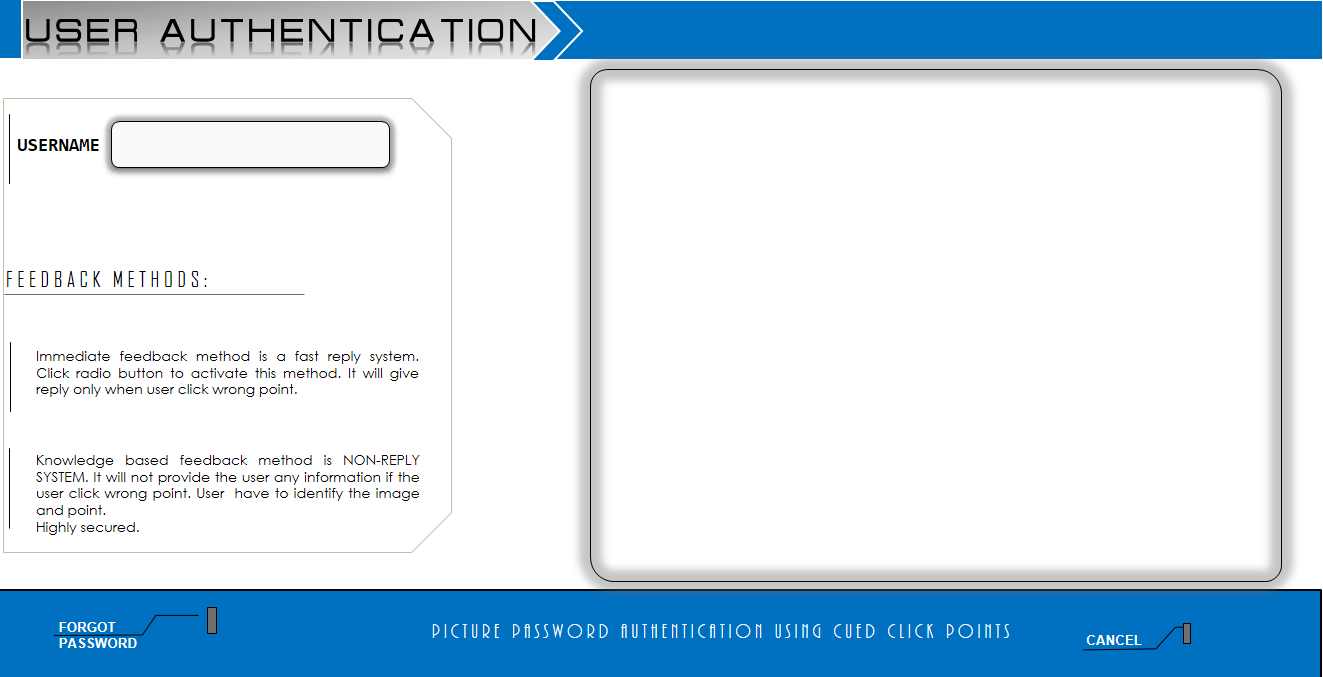 USER AUTHENTICATION
USERNAME
FEEDBACK METHODS:
Immediate feedback method is a fast reply system.
Click radio button to activate this method. It will give
reply only when user click wrong point.
Knowledge based feedback method is NON-REPLY
SYSTEM. It will not provide the user any information if the
user click wrong point. User have to identify the image
and point.
Highly secured.
FORGOT
PASSWORD
PICTURE PASSWORD AUTHENTICATION USING CUED CLICK POINTS
CANCEL